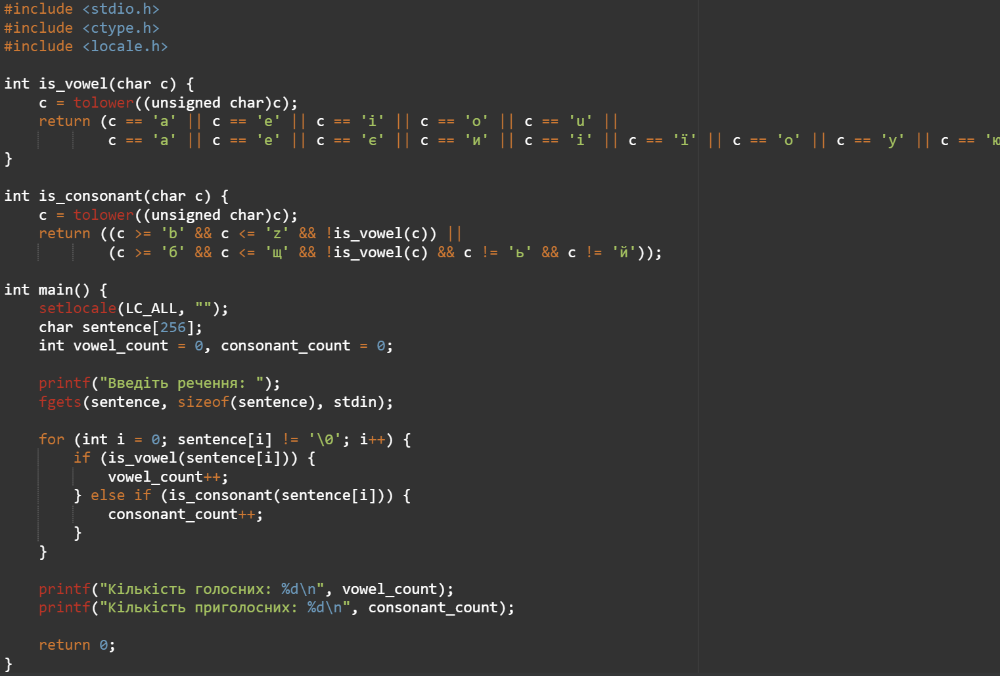 #include <stdio.h>
#include <ctype.h>
#include <locale.h>
int is_vowel(char c) {
    c = tolower((unsigned char)c);
    return (c == 'a' || c == 'e' || c == 'i' || c == 'o' || c == 'u' ||
            c == 'а' || c == 'е' || c == 'є' || c == 'и' || c == 'і' || c == 'ї' || c == 'о' || c == 'у' || c == 'ю
}
int is_consonant(char c) {
    c = tolower((unsigned char)c);
    return ((c >= 'b' && c <= 'z' && !is_vowel(c)) ||
            (c >= 'б' && c <= 'щ' && !is_vowel(c) && c != 'ь' && c != 'й'));
int main() {
    setlocale(LC_ALL, "");
    char sentence[256];
    int vowel_count = 0, consonant_count = 0;
    printf("Введіть речення: ");
    fgets(sentence, sizeof(sentence), stdin);
    for (int i = 0; sentence[i] != '\0'; i++) {
        if (is_vowel(sentence[i])) {
            vowel_count++;
        } else if (is_consonant(sentence[i])) {
            consonant_count++;
        }
    }
    printf("Кількість голосних: %d\n", vowel_count);
    printf("Кількість приголосних: %d\n", consonant_count);
    return 0;
}